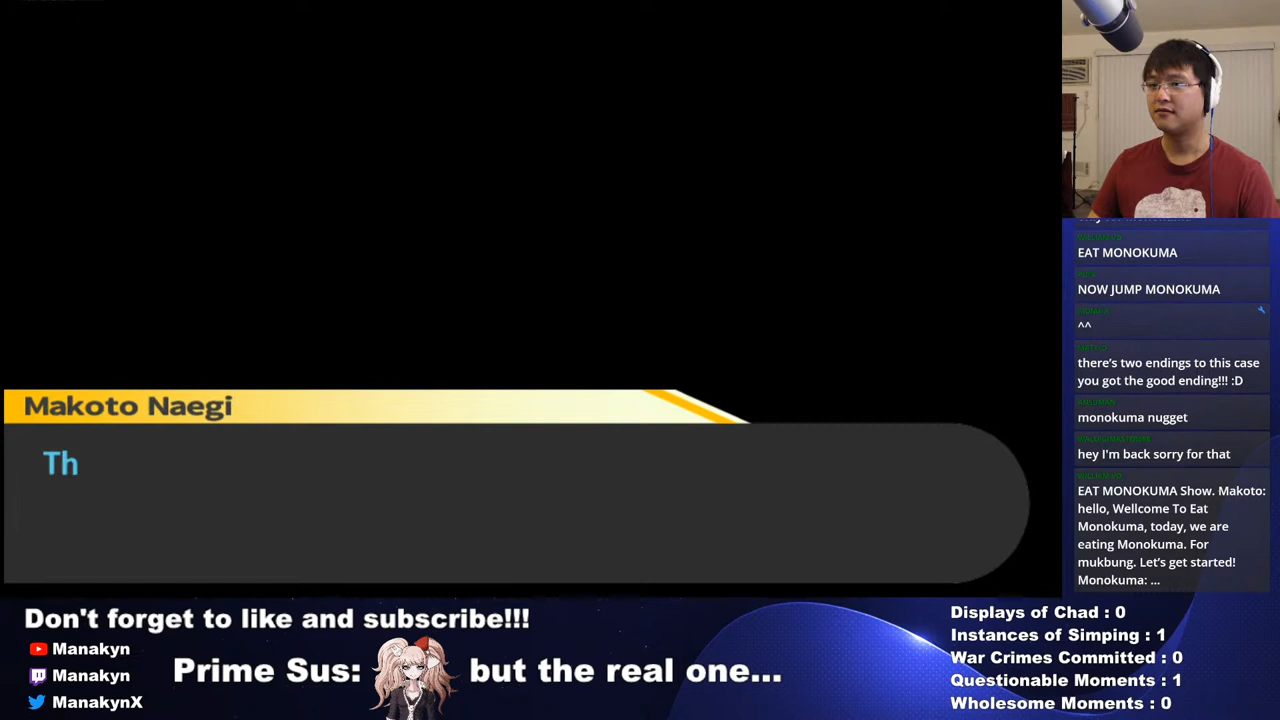 Makoto Naegi
Th
EAT MONOKUMA
NOW JUMP MONOKUMA
^^
there's two endings to this case
you got the good ending!!! :D
monokuma nugget
hey I'm back sorry for that
EAT MONOKUMA Show. Makoto:
hello, Wellcome To Eat
Monokuma, today, we are
eating Monokuma. For
mukbung. Let's get started!
Monokuma: ...
Don't forget to like and subscribe!!!
Manakyn
Manakyn
ManakynX
Prime Sus: but the real one...
Displays of Chad : 0
Instances of Simping : 1
War Crimes Committed : 0
Questionable Moments : 1
Wholesome Moments : 0